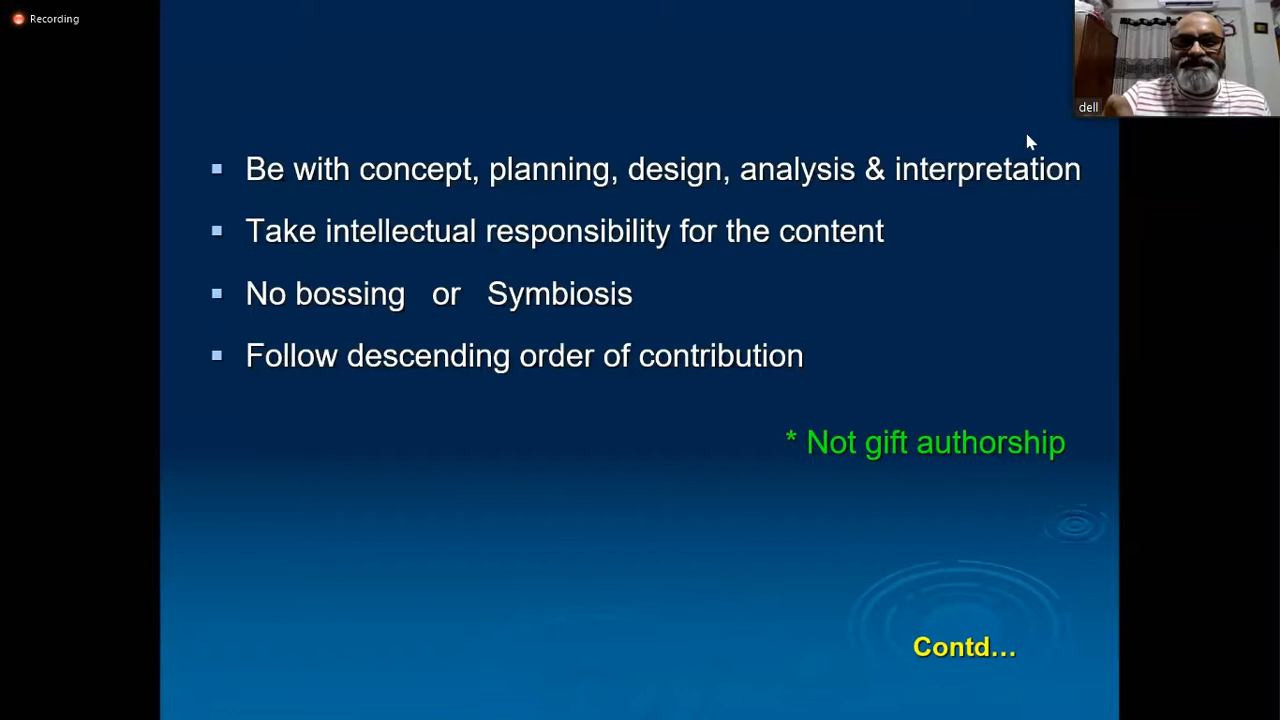 Recording
dell
▪ Be with concept, planning, design, analysis & interpretation
▪ Take intellectual responsibility for the content
▪ No bossing or Symbiosis
▪ Follow descending order of contribution
* Not gift authorship
Contd...